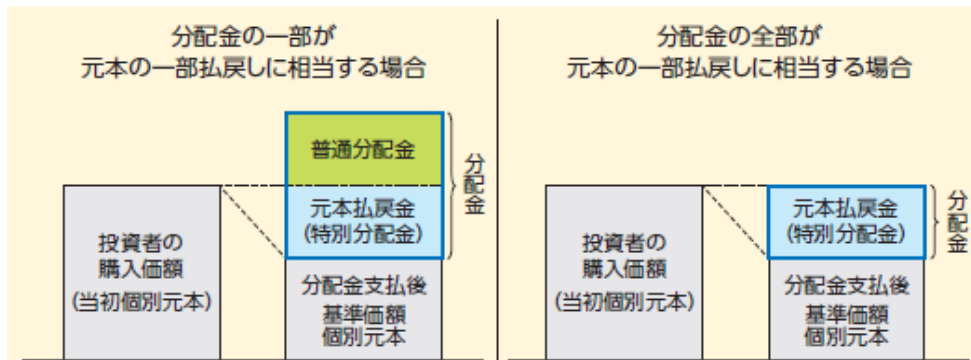 分配金の一部が
元本の一部払戻しに相当する場合
普通分配金
元本払戻金
(特別分配金)
分配金
投資者の
購入価額
(当初個別元本)
分配金支払後
基準価額
個別元本
分配金の全部が
元本の一部払戻しに相当する場合
元本払戻金
(特別分配金)
分配金
投資者の
購入価額
(当初個別元本)
分配金支払後
基準価額
個別元本